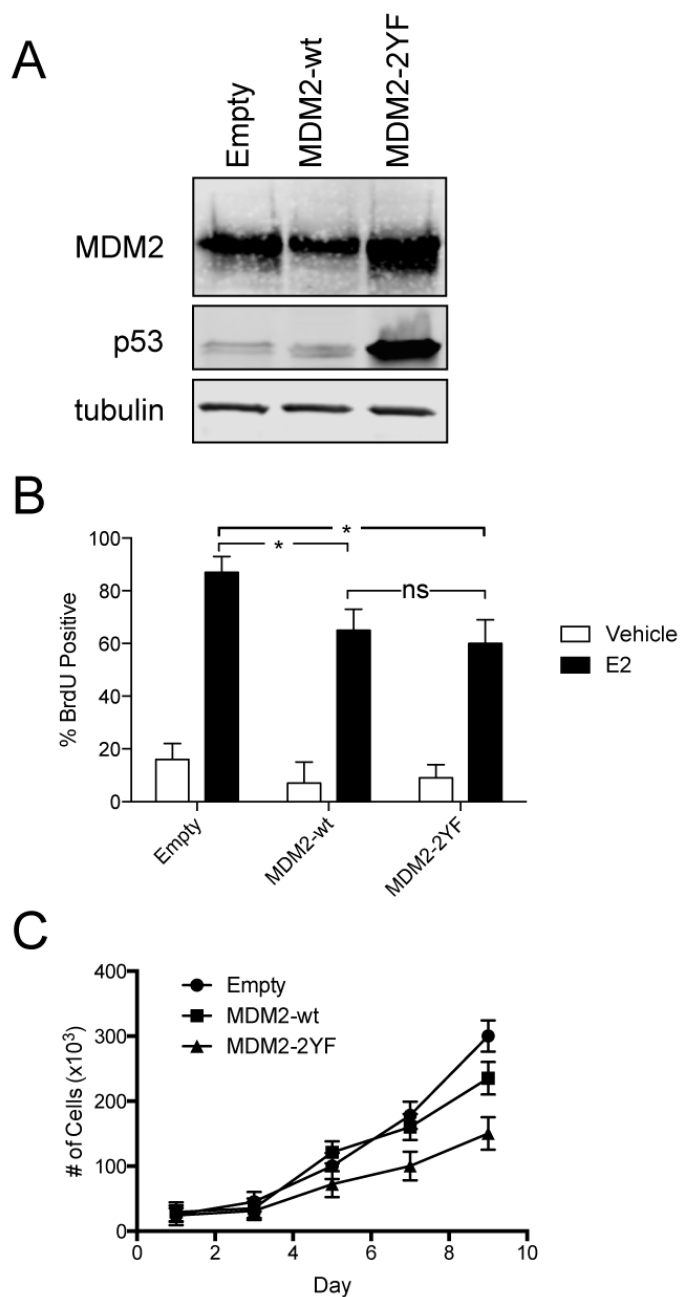 A
Empty
MDM2-wt
MDM2-2YF
MDM2
p53
tubulin
B
% BrdU Positive
100
80
60
40
20
0
*
*
ns
Vehicle
E2
Empty
MDM2-wt
MDM2-2YF
C
# of Cells (x10³)
400
300
200
100
0
Empty
MDM2-wt
MDM2-2YF
0 2 4 6 8 10
Day